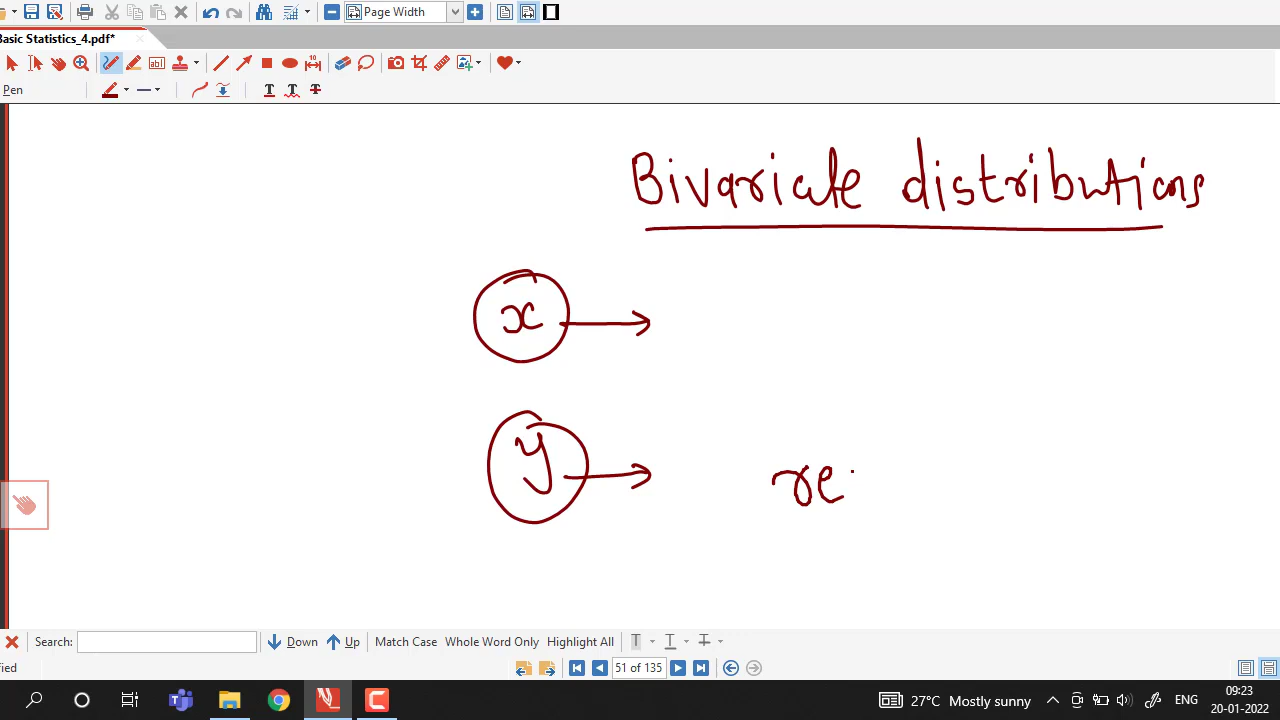 Page Width
Basic Statistics_4.pdf*
10
Pen
T T T
Bivariate distributions
x
y
re
Search: Down Up Match Case Whole Word Only Highlight All T T T
51 of 135
27°C Mostly sunny ENG 09:23
20-01-2022